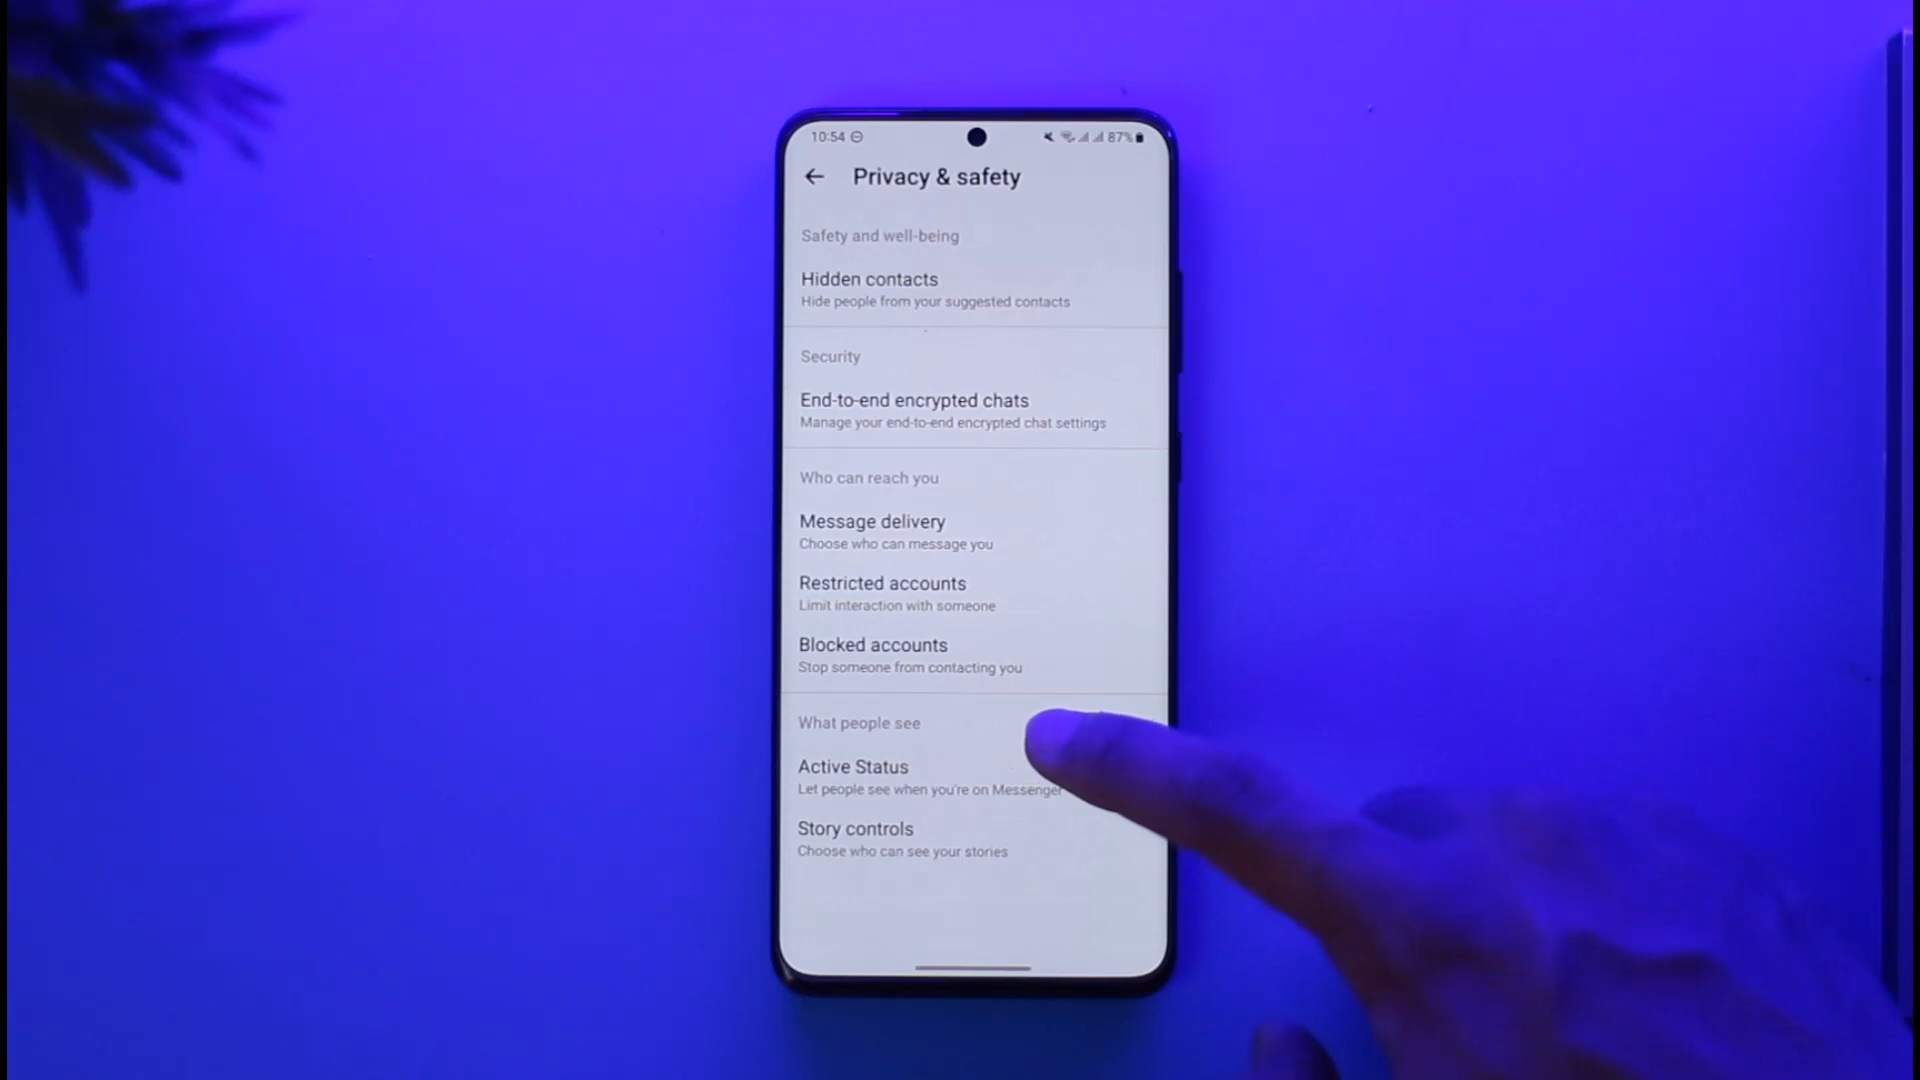 10:54 87%
Privacy & safety
Safety and well-being
Hidden contacts
Hide people from your suggested contacts
Security
End-to-end encrypted chats
Manage your end-to-end encrypted chat settings
Who can reach you
Message delivery
Choose who can message you
Restricted accounts
Limit interaction with someone
Blocked accounts
Stop someone from contacting you
What people see
Active Status
Let people see when you're on Messenger
Story controls
Choose who can see your stories